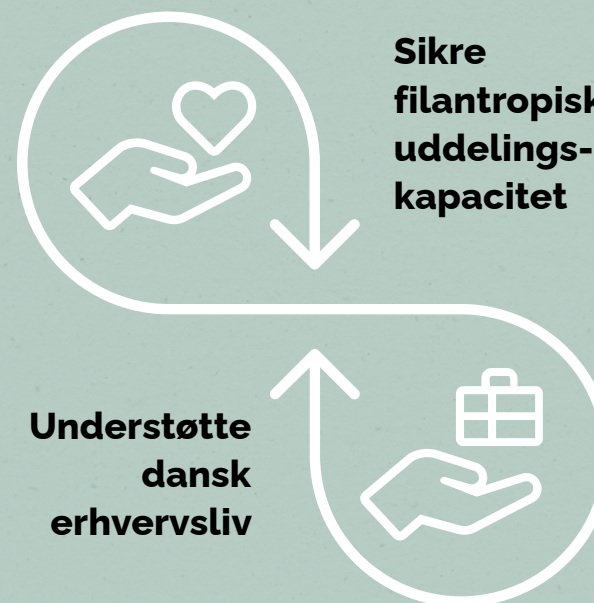 Sikre
filantropisk
uddelings-
kapacitet
Understøtte
dansk
erhvervsliv